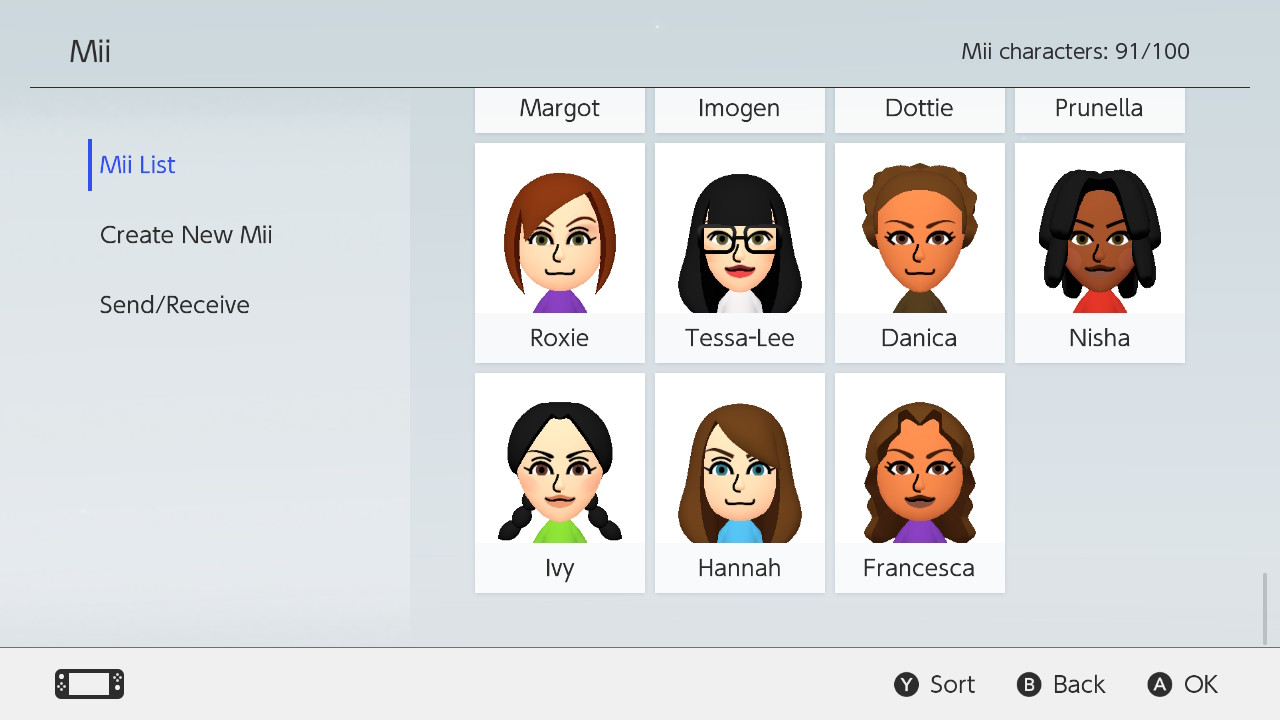 Mii
Mii characters: 91/100
Mii List
Create New Mii
Send/Receive
Margot
Imogen
Dottie
Prunella
Roxie
Tessa-Lee
Danica
Nisha
Ivy
Hannah
Francesca
Y Sort
B Back
A OK